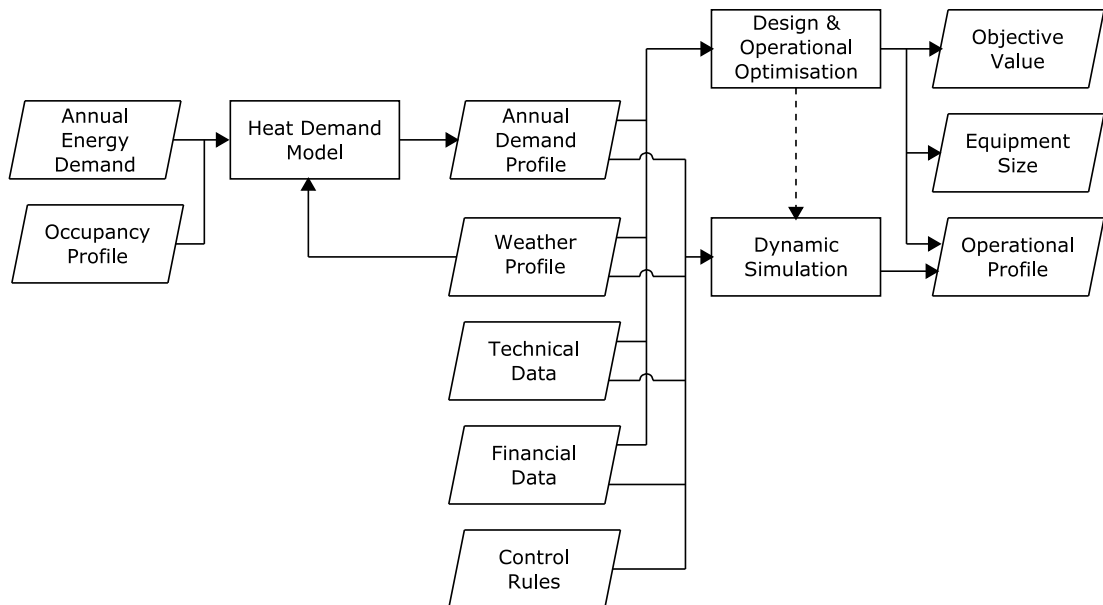 Design &
Operational
Optimisation
Objective
Value
Annual
Energy
Demand
Heat Demand
Model
Annual
Demand
Profile
Equipment
Size
Occupancy
Profile
Weather
Profile
Dynamic
Simulation
Operational
Profile
Technical
Data
Financial
Data
Control
Rules